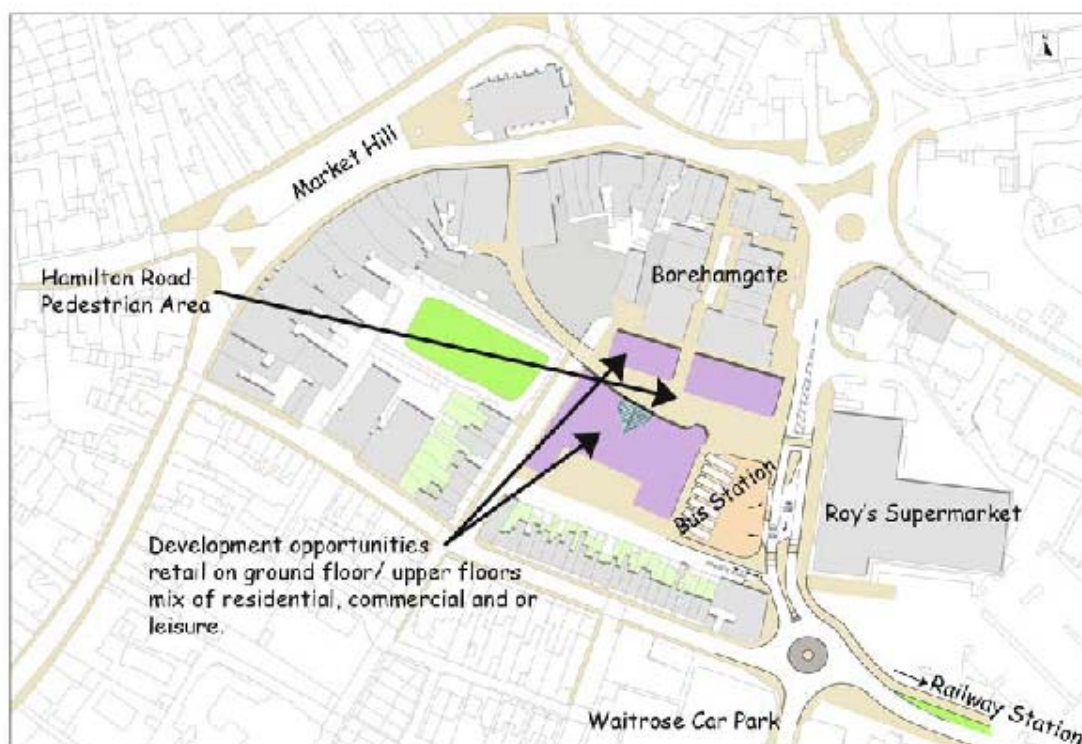 N
Market Hill
Hamilton Road
Pedestrian Area
Borehamgate
Bus Station
Roy's Supermarket
Development opportunities
retail on ground floor/ upper floors
mix of residential, commercial and or
leisure.
Railway Station
Waitrose Car Park